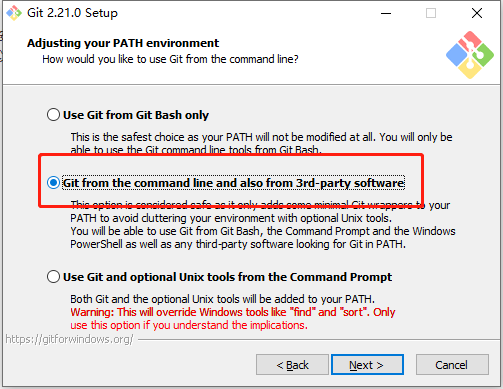 Git 2.21.0 Setup
Adjusting your PATH environment
How would you like to use Git from the command line?
Use Git from Git Bash only
This is the safest choice as your PATH will not be modified at all. You will only be
able to use the Git command line tools from Git Bash.
Git from the command line and also from 3rd-party software
This option is considered safe as it only adds some minimal Git wrappers to your
PATH to avoid cluttering your environment with optional Unix tools.
You will be able to use Git from Git Bash, the Command Prompt and the Windows
PowerShell as well as any third-party software looking for Git in PATH.
Use Git and optional Unix tools from the Command Prompt
Both Git and the optional Unix tools will be added to your PATH.
Warning: This will override Windows tools like "find" and "sort". Only
use this option if you understand the implications.
https://gitforwindows.org/
< Back
Next >
Cancel